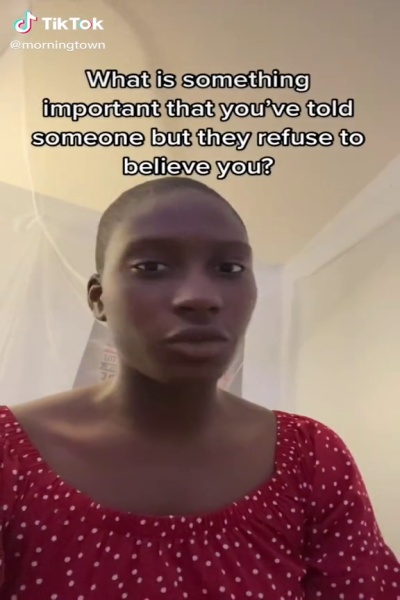 TikTok
@morningtown
What is something
important that you've told
someone but they refuse to
believe you?